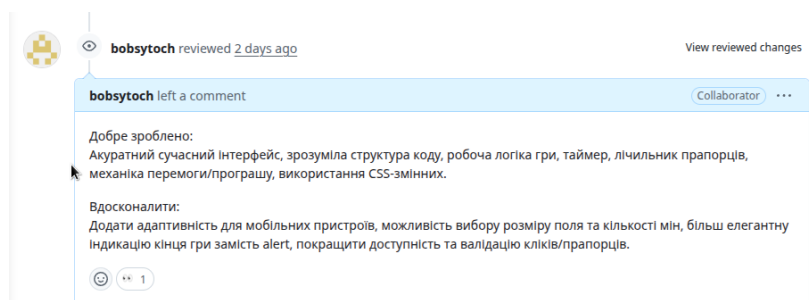 bobsytoch reviewed 2 days ago
View reviewed changes
bobsytoch left a comment
Collaborator
Добре зроблено:
Акуратний сучасний інтерфейс, зрозуміла структура коду, робоча логіка гри, таймер, лічильник прапорців,
механіка перемоги/програшу, використання CSS-змінних.
Вдосконалити:
Додати адаптивність для мобільних пристроїв, можливість вибору розміру поля та кількості мін, більш елегантну
індикацію кінця гри замість alert, покращити доступність та валідацію кліків/прапорців.
1